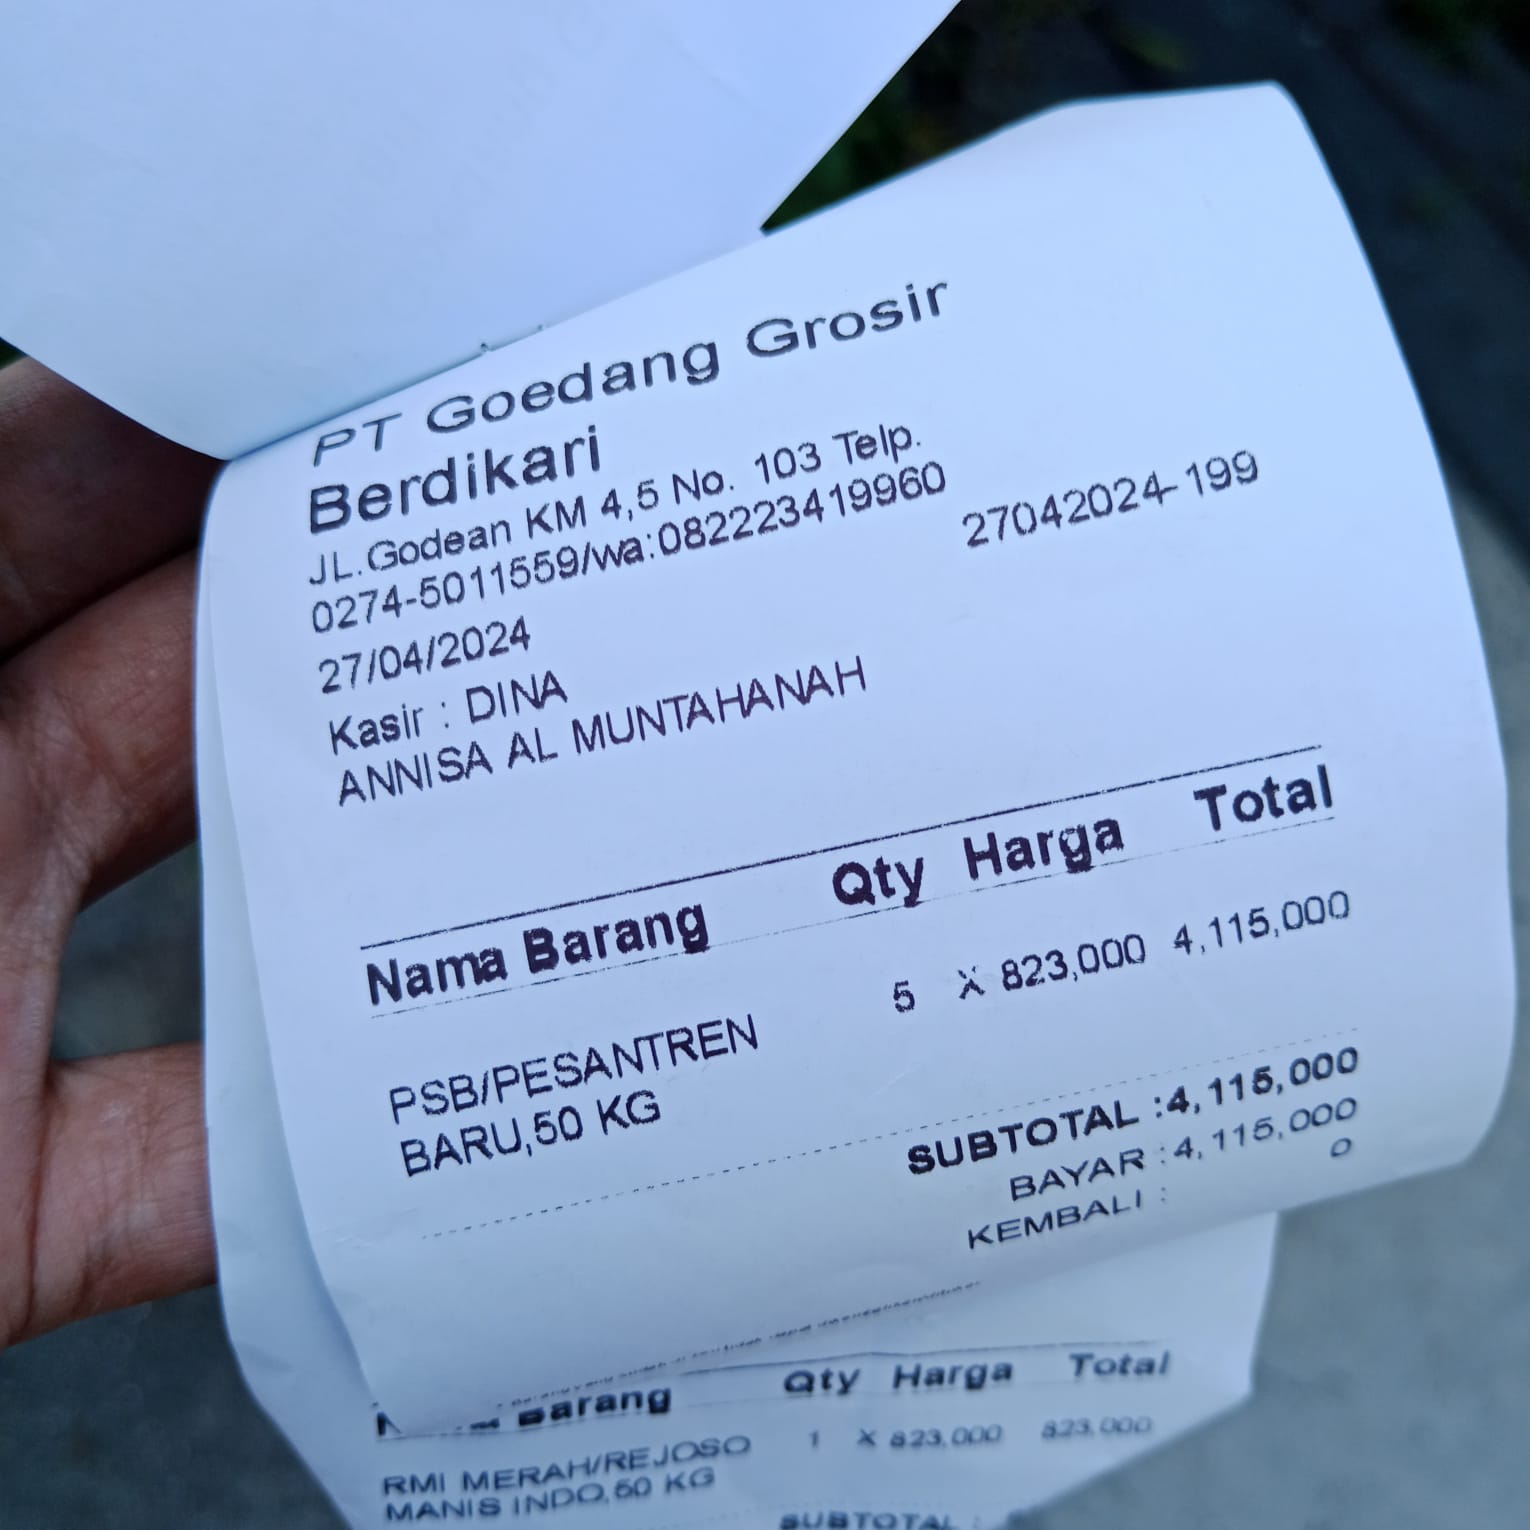 PT Goedang Grosir
Berdikari
JL.Godean KM 4,5 No. 103 Telp.
0274-5011559/wa:082223419960
27042024-199
27/04/2024
Kasir : DINA
ANNISA AL MUNTAHANAH
Nama Barang Qty Harga Total
5 X 823,000 4,115,000
PSB/PESANTREN
BARU,50 KG
SUBTOTAL :4,115,000
BAYAR :4,115,000
KEMBALI : 0
Barang Qty Harga Total
RMI MERAH/REJOSO 1 X 823,000 823,000
MANIS INDO,50 KG
SUBTOTAL :